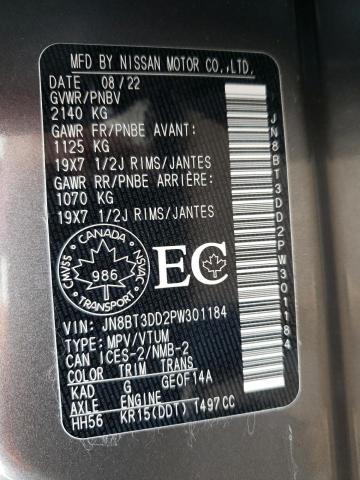 MFD BY NISSAN MOTOR CO.,LTD.
DATE 08/22
GVWR/PNBV
2140 KG
GAWR FR/PNBE AVANT:
1125 KG
19X7 1/2J RIMS/JANTES
GAWR RR/PNBE ARRIÈRE:
1070 KG
19X7 1/2J RIMS/JANTES
CANADA
CMVSS
NSVAC
986
TRANSPORT
EC
VIN: JN8BT3DD2PW301184
TYPE: MPV/VTUM
CAN ICES-2/NMB-2
COLOR TRIM TRANS
KAD G GE0F14A
AXLE ENGINE
HH56 KR15(DDT) 1497CC
JN8BT3DD2PW301184